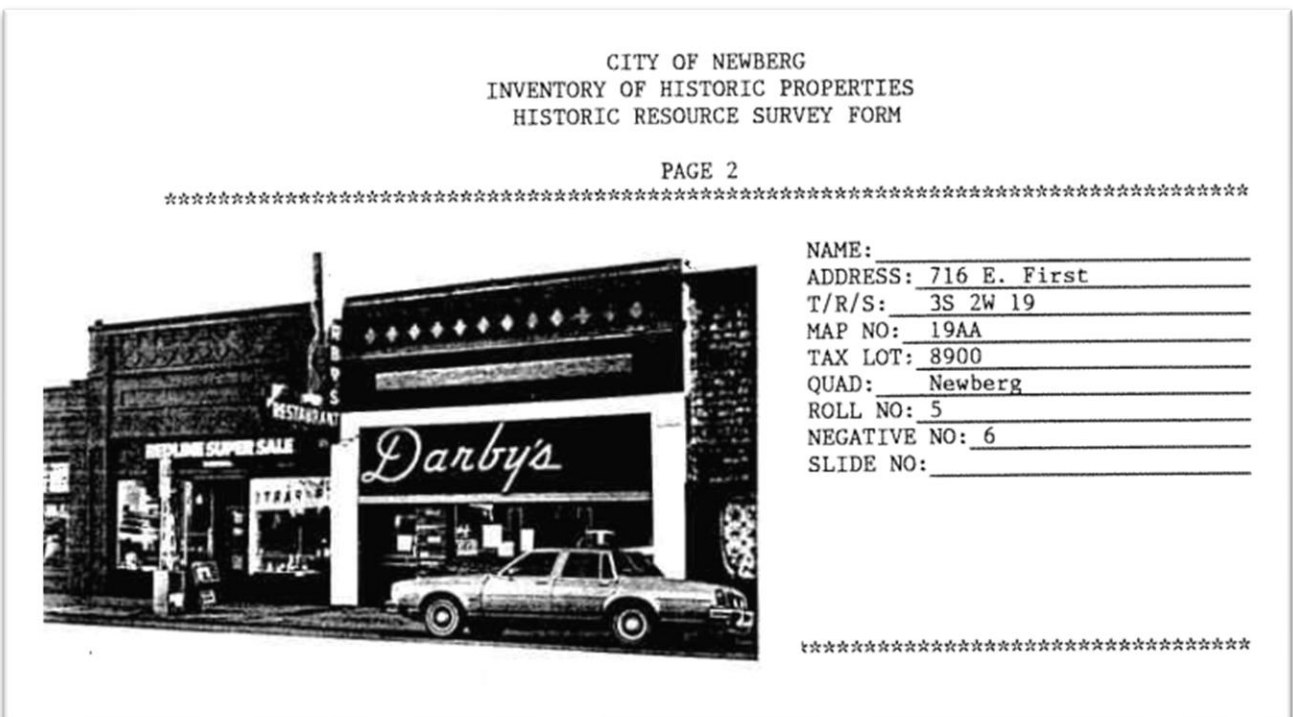 CITY OF NEWBERG
INVENTORY OF HISTORIC PROPERTIES
HISTORIC RESOURCE SURVEY FORM
PAGE 2
************************************************************************************
NAME:
ADDRESS: 716 E. First
T/R/S: 3S 2W 19
MAP NO: 19AA
TAX LOT: 8900
QUAD: Newberg
ROLL NO: 5
NEGATIVE NO: 6
SLIDE NO:
RESTAURANT
REDLINE SUPER SALE
Darby's
***********************************